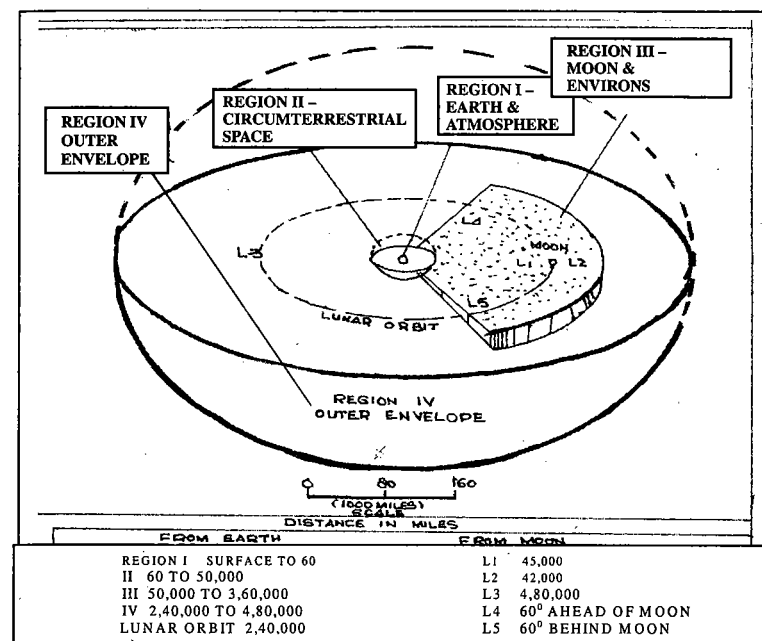 REGION III –
MOON &
ENVIRONS
REGION I –
EARTH &
ATMOSPHERE
REGION II –
CIRCUMTERRESTRIAL
SPACE
REGION IV
OUTER
ENVELOPE
L4
L3
MOON
L1
L2
L5
LUNAR ORBIT
REGION IV
OUTER ENVELOPE
0 80 160
(1000 MILES)
SCALE
DISTANCE IN MILES
FROM EARTH FROM MOON
REGION I SURFACE TO 60 L1 45,000
II 60 TO 50,000 L2 42,000
III 50,000 TO 3,60,000 L3 4,80,000
IV 2,40,000 TO 4,80,000 L4 60⁰ AHEAD OF MOON
LUNAR ORBIT 2,40,000 L5 60⁰ BEHIND MOON